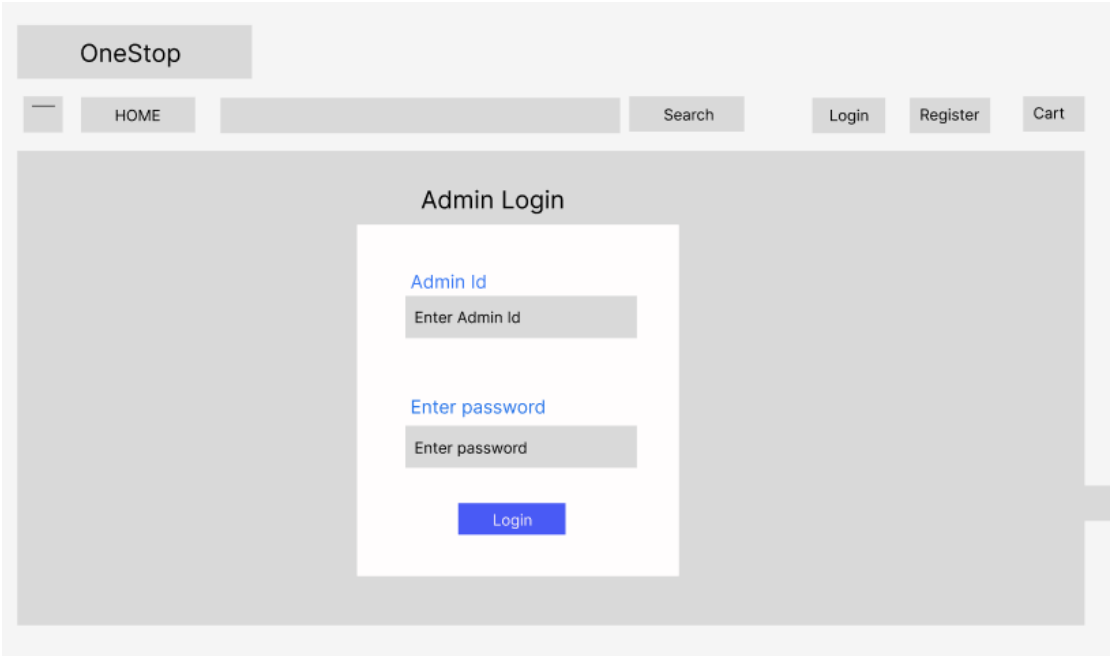 OneStop
HOME Search Login Register Cart
Admin Login
Admin Id
Enter Admin Id
Enter password
Enter password
Login